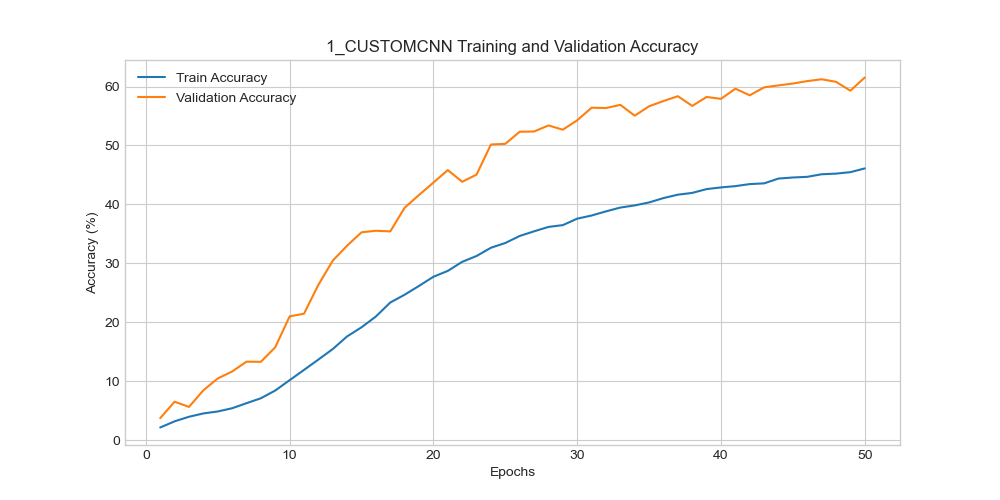 1_CUSTOMCNN Training and Validation Accuracy
Train Accuracy
Validation Accuracy
Accuracy (%)
60
50
40
30
20
10
0
0 10 20 30 40 50
Epochs